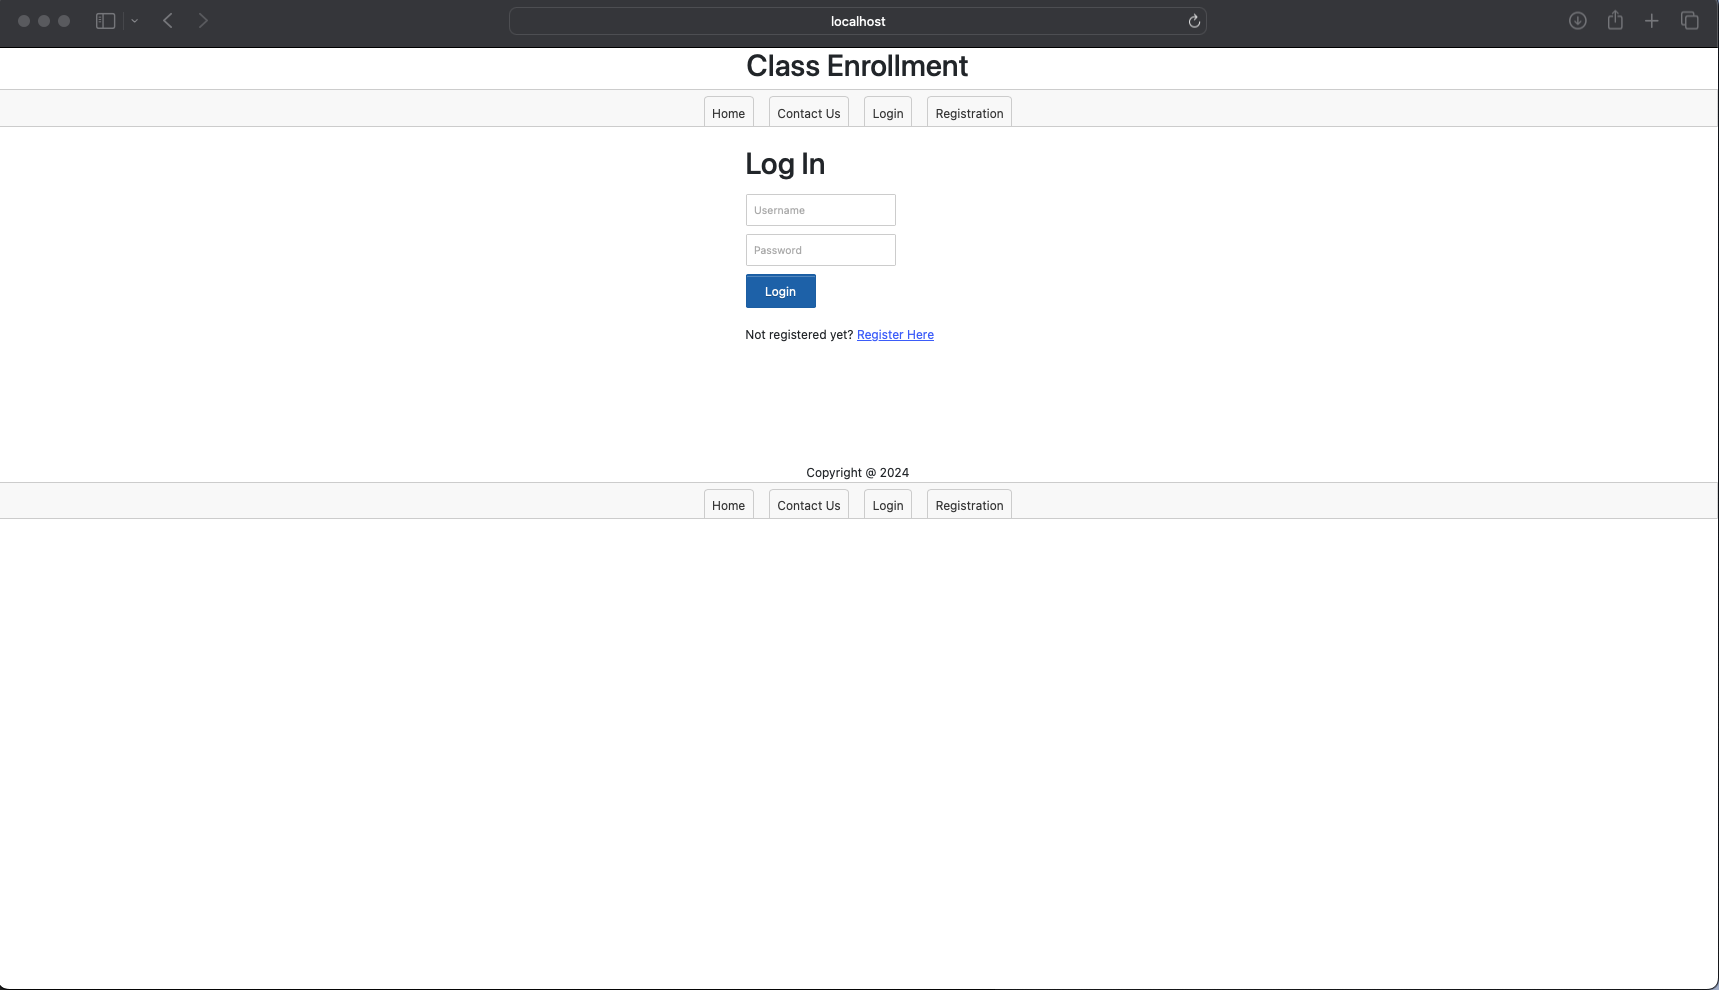 localhost
Class Enrollment
Home Contact Us Login Registration
Log In
Username
Password
Login
Not registered yet? Register Here
Copyright @ 2024
Home Contact Us Login Registration